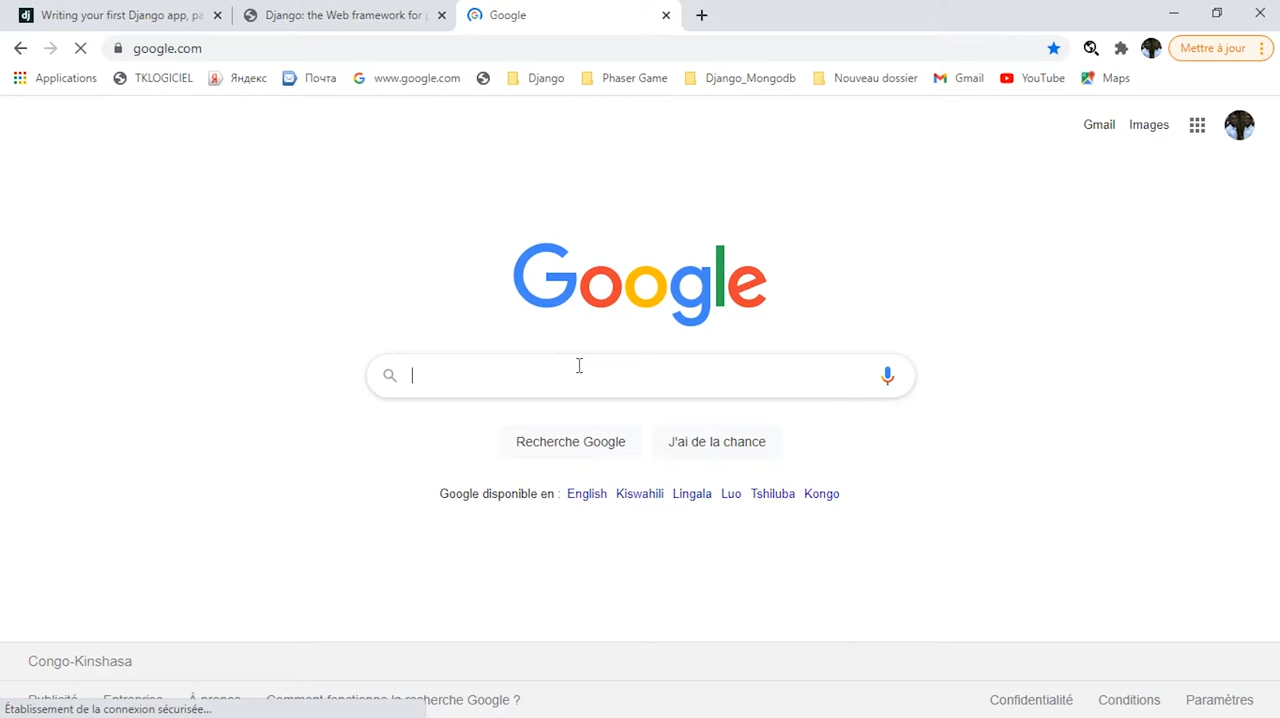 Writing your first Django app, pa
Django: the Web framework for p
Google
google.com
Mettre à jour
Applications
TKLOGICIEL
Яндекс
Почта
www.google.com
Django
Phaser Game
Django_Mongodb
Nouveau dossier
Gmail
YouTube
Maps
Gmail
Images
Google
Recherche Google
J'ai de la chance
Google disponible en : English Kiswahili Lingala Luo Tshiluba Kongo
Congo-Kinshasa
Publicité
Entreprise
À propos
Comment fonctionne la recherche Google ?
Confidentialité
Conditions
Paramètres
Établissement de la connexion sécurisée...